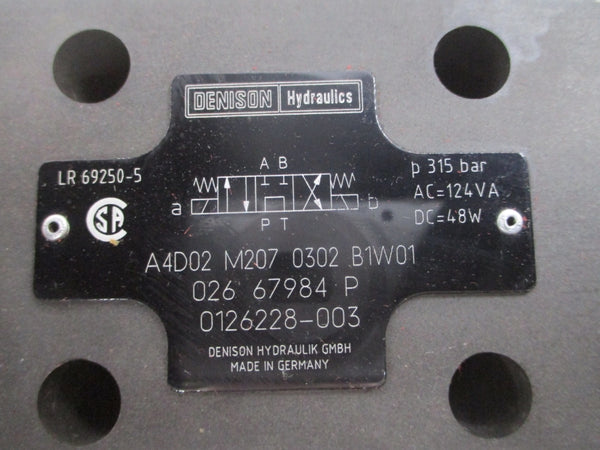 DENISON Hydraulics
LR 69250-5
SA
A B
a b
P T
p 315 bar
AC=124VA
DC=48W
A4D02 M207 0302 B1W01
026 67984 P
0126228-003
DENISON HYDRAULIK GMBH
MADE IN GERMANY